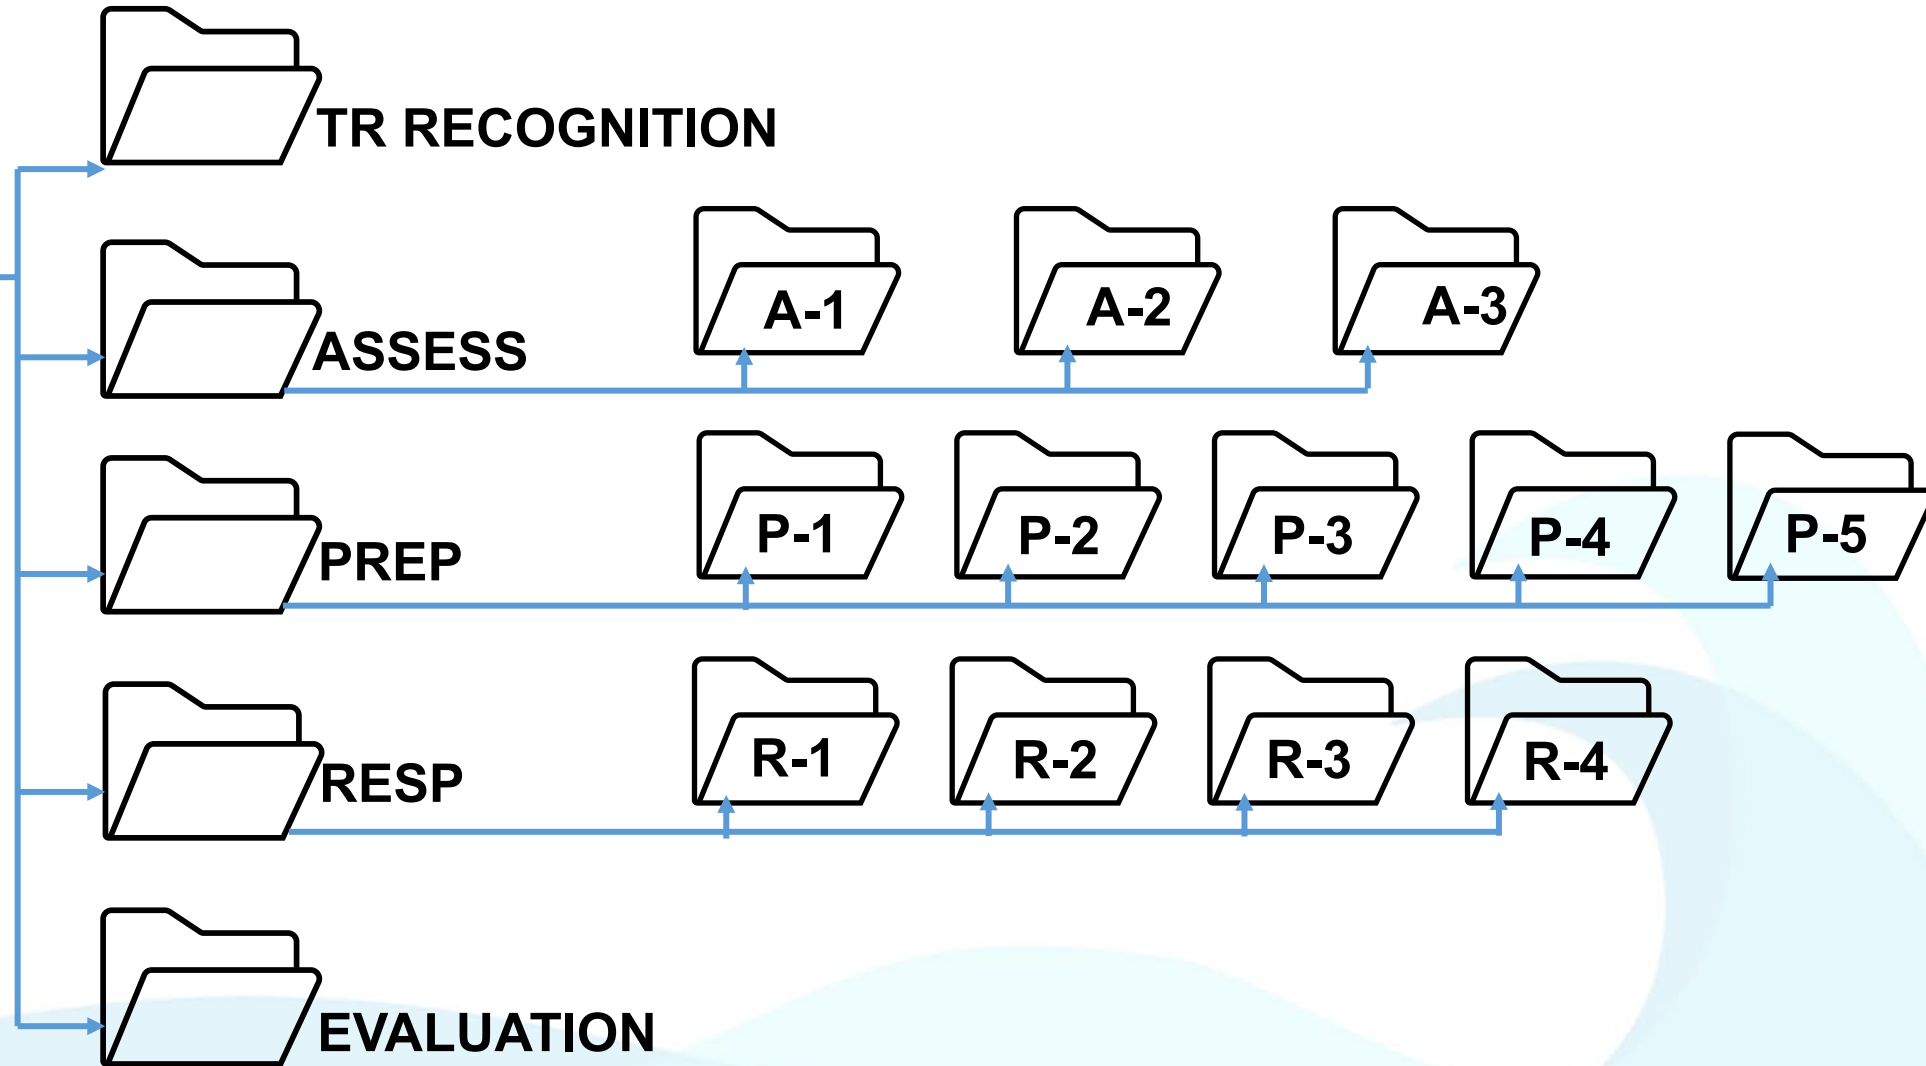 TR RECOGNITION
ASSESS
A-1
A-2
A-3
PREP
P-1
P-2
P-3
P-4
P-5
RESP
R-1
R-2
R-3
R-4
EVALUATION